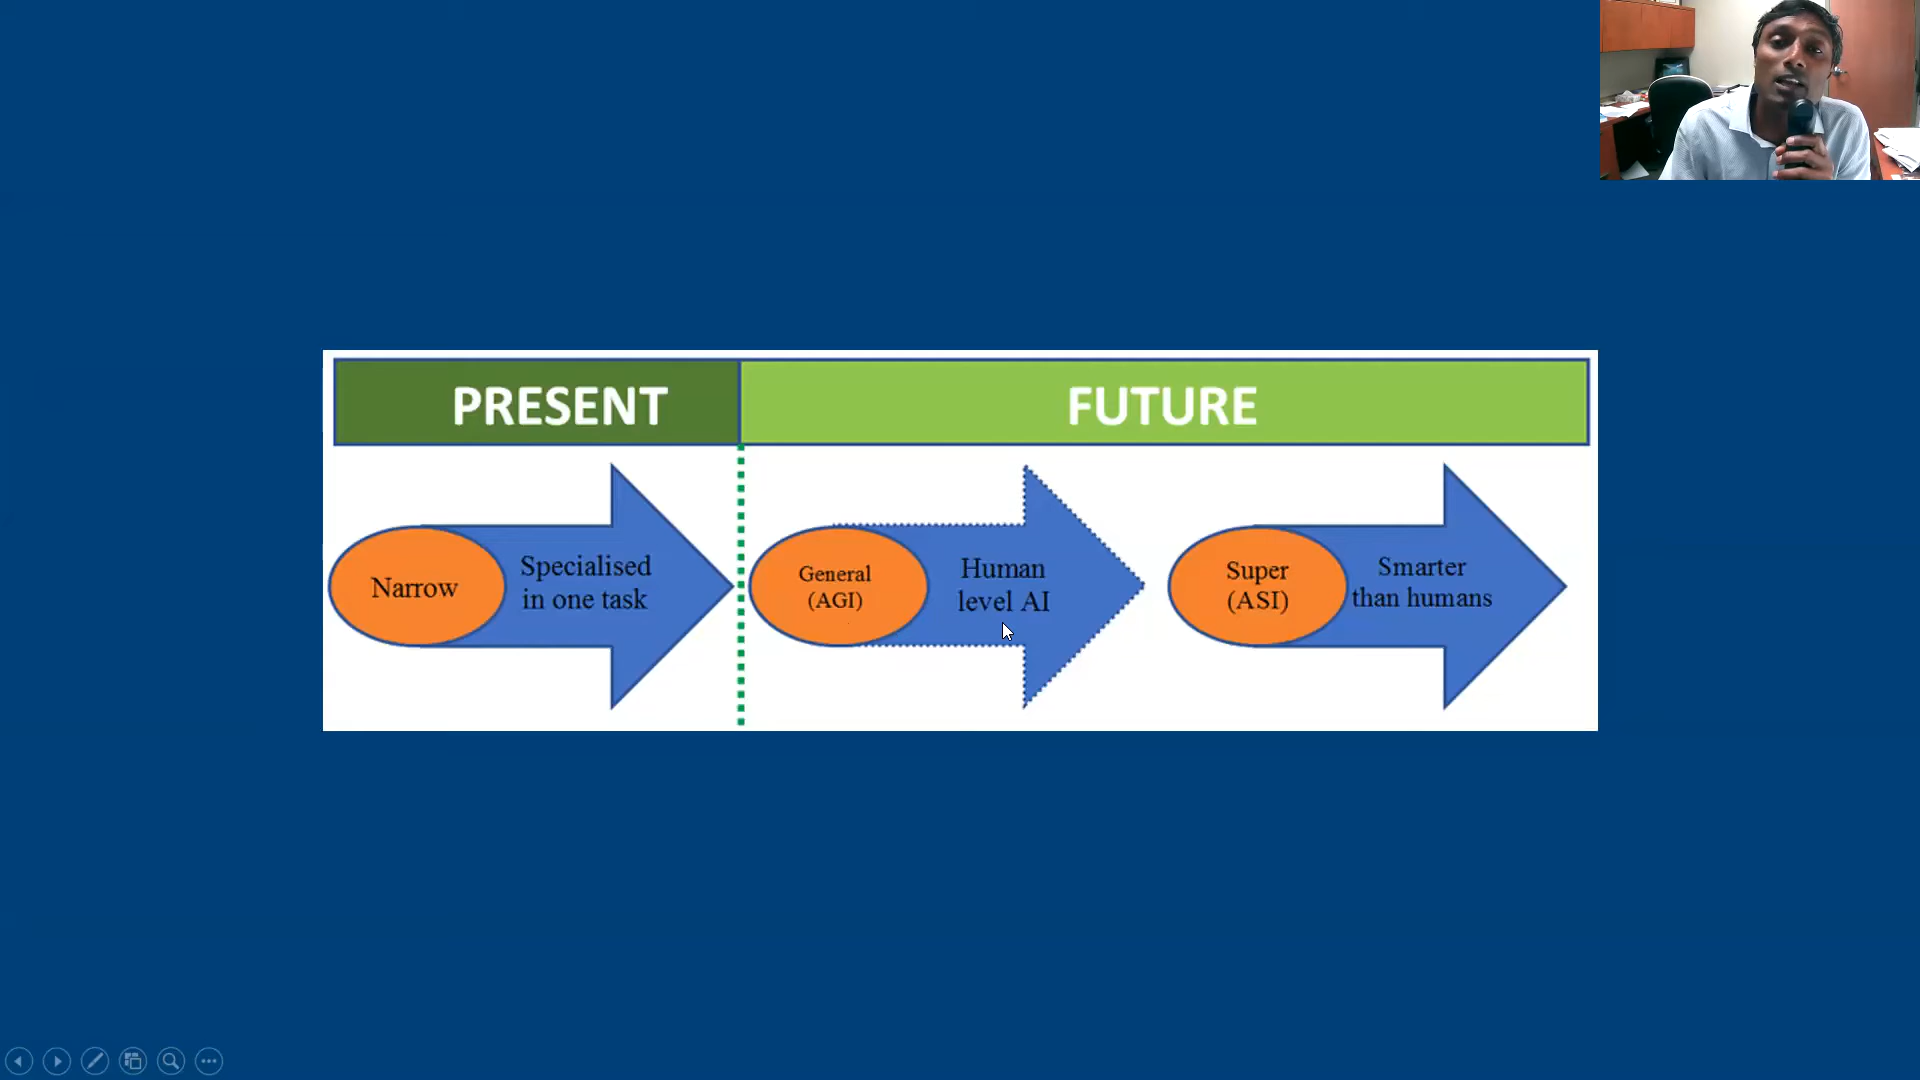 PRESENT
FUTURE
Narrow
Specialised
in one task
General
(AGI)
Human
level AI
Super
(ASI)
Smarter
than humans